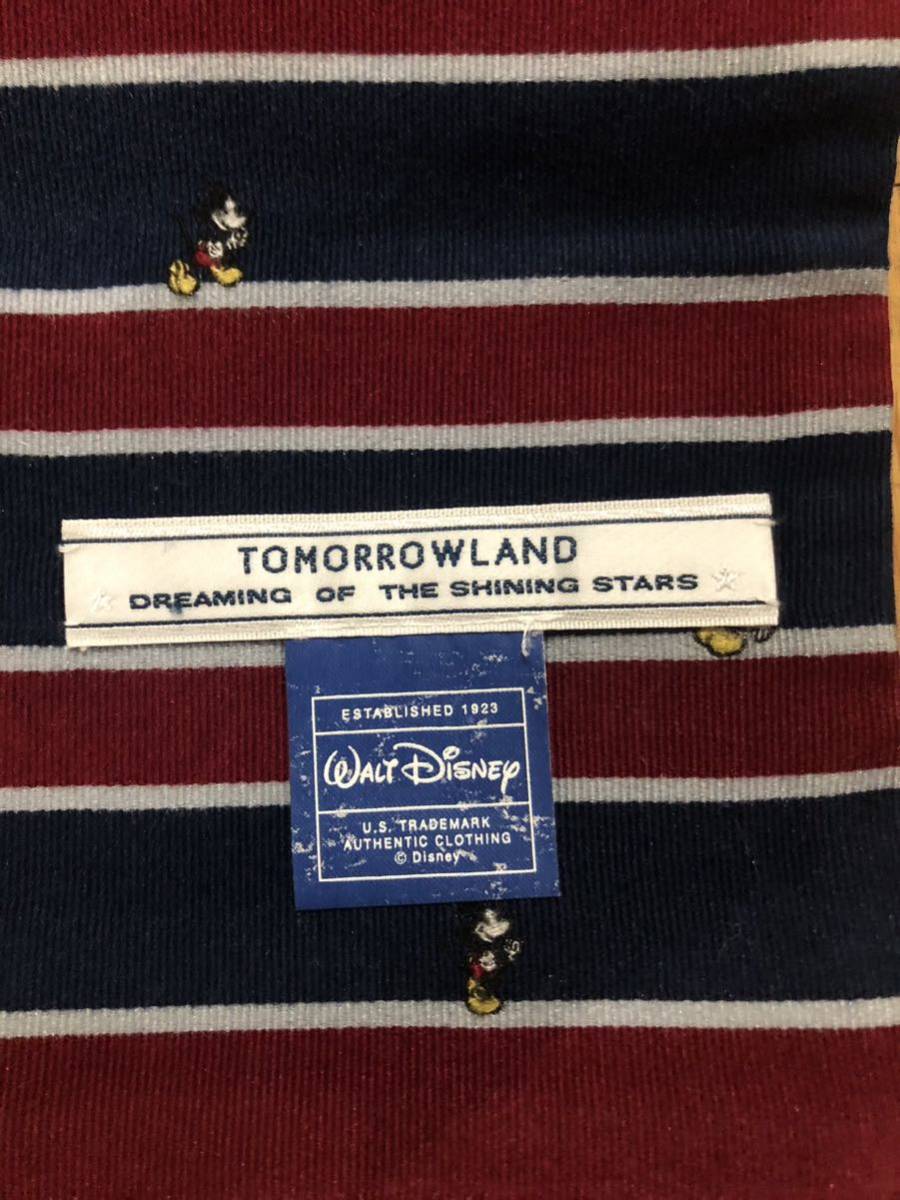 TOMORROWLAND
DREAMING OF THE SHINING STARS
ESTABLISHED 1923
WALT DISNEY
U.S. TRADEMARK
AUTHENTIC CLOTHING
© Disney